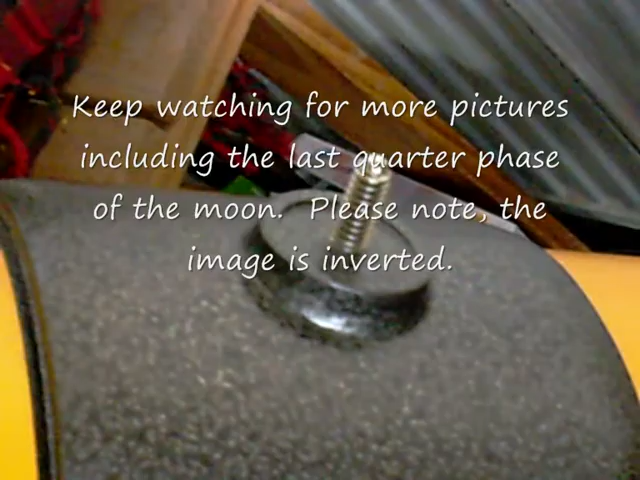 Keep watching for more pictures
including the last quarter phase
of the moon.  Please note, the
image is inverted.